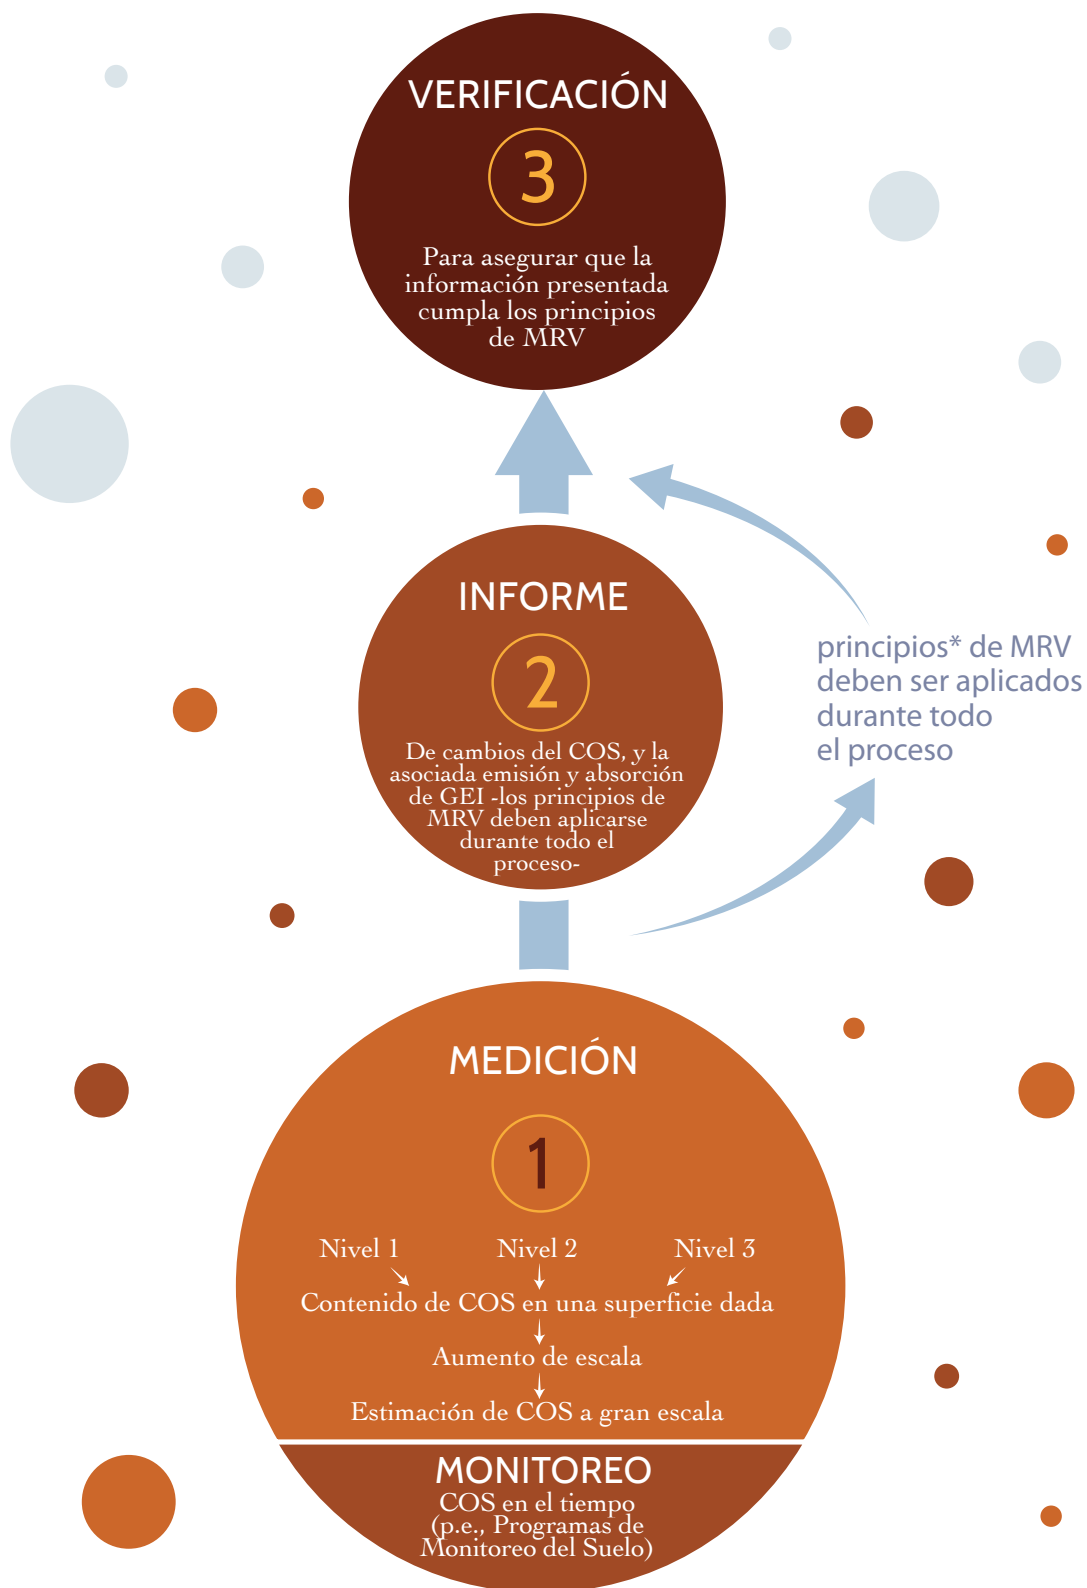 VERIFICACIÓN
3
Para asegurar que la
información presentada
cumpla los principios
de MRV
INFORME
2
De cambios del COS, y la
asociada emisión y absorción
de GEI -los principios de
MRV deben aplicarse
durante todo el
proceso-
principios* de MRV
deben ser aplicados
durante todo
el proceso
MEDICIÓN
1
Nivel 1 Nivel 2 Nivel 3
Contenido de COS en una superficie dada
Aumento de escala
Estimación de COS a gran escala
MONITOREO
COS en el tiempo
(p.e., Programas de
Monitoreo del Suelo)